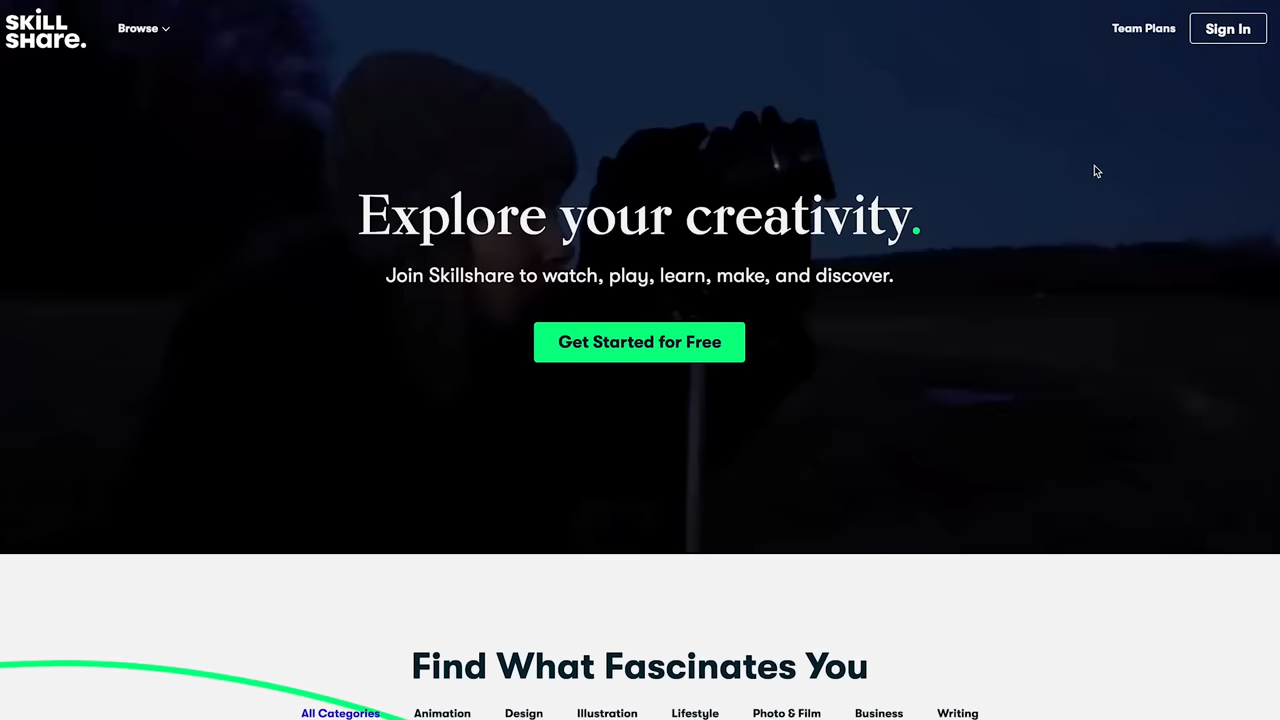 SKiLL
SHare.
Browse
Team Plans
Sign In
Explore your creativity.
Join Skillshare to watch, play, learn, make, and discover.
Get Started for Free
Find What Fascinates You
All Categories Animation Design Illustration Lifestyle Photo & Film Business Writing